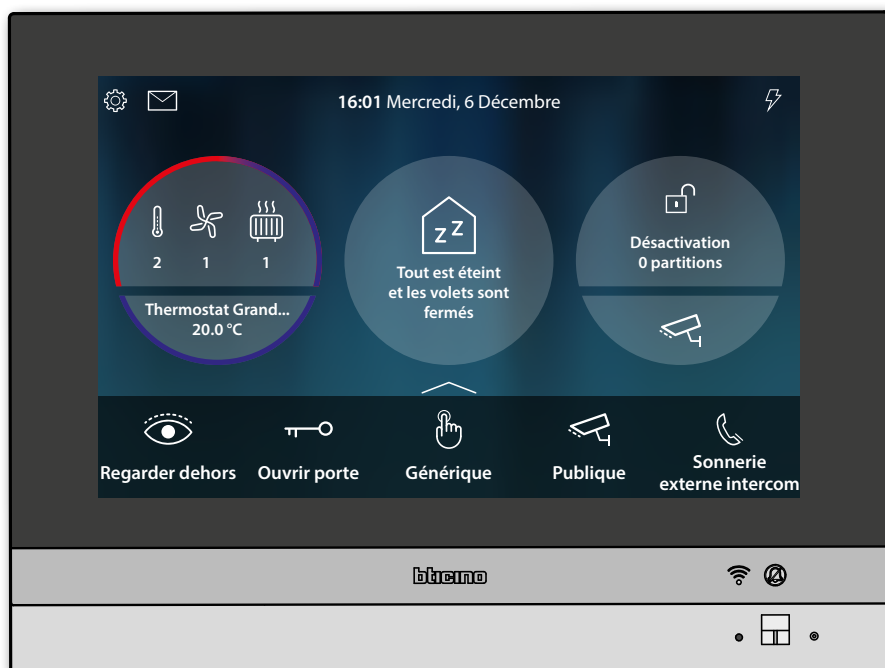 16:01 Mercredi, 6 Décembre
2 1 1
Thermostat Grand...
20.0 °C
zz
Tout est éteint
et les volets sont
fermés
Désactivation
0 partitions
Regarder dehors
Ouvrir porte
Générique
Publique
Sonnerie
externe intercom
bticino